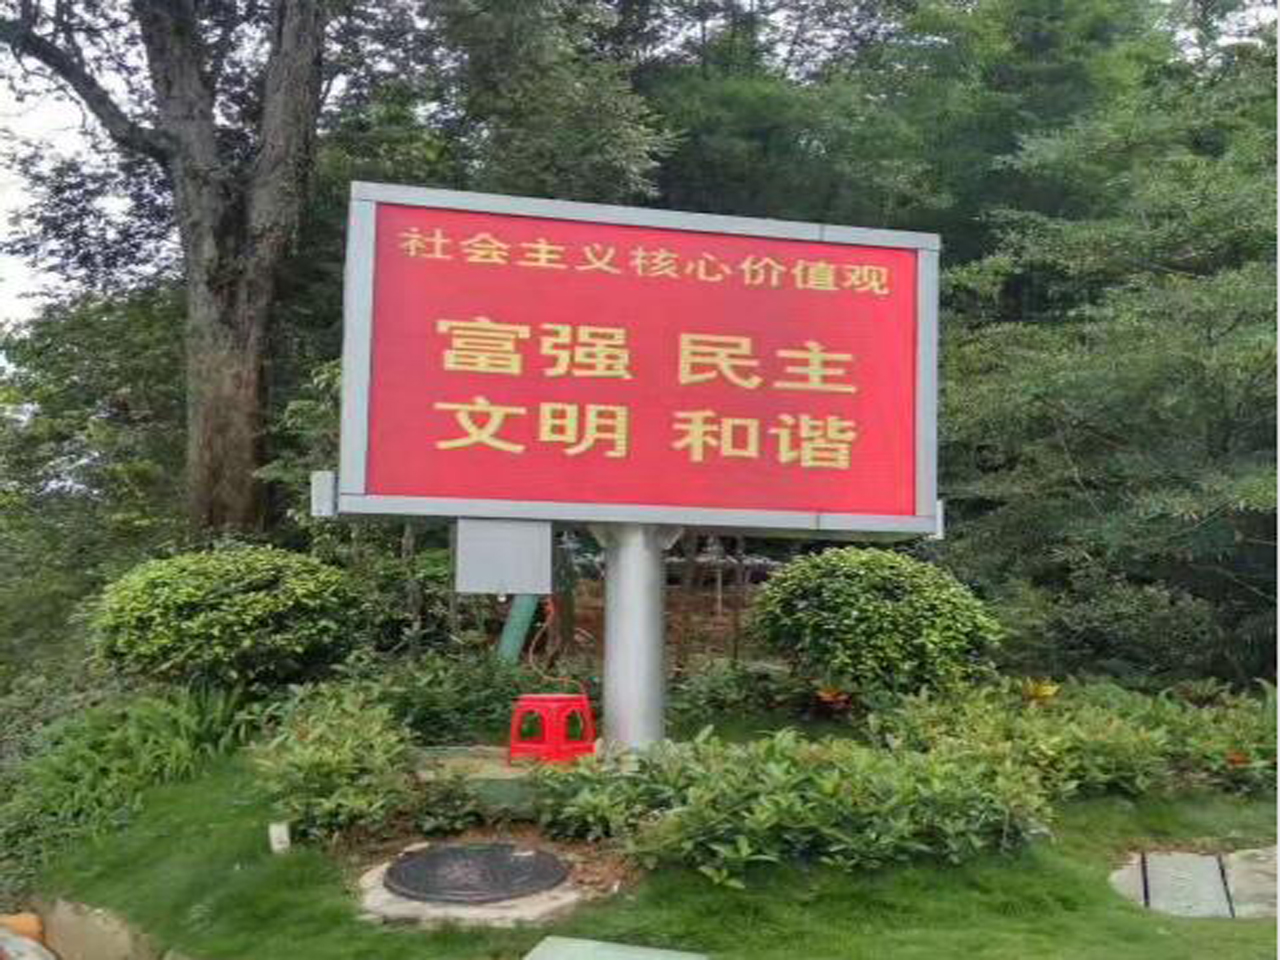 社会主义核心价值观
富强 民主
文明 和谐